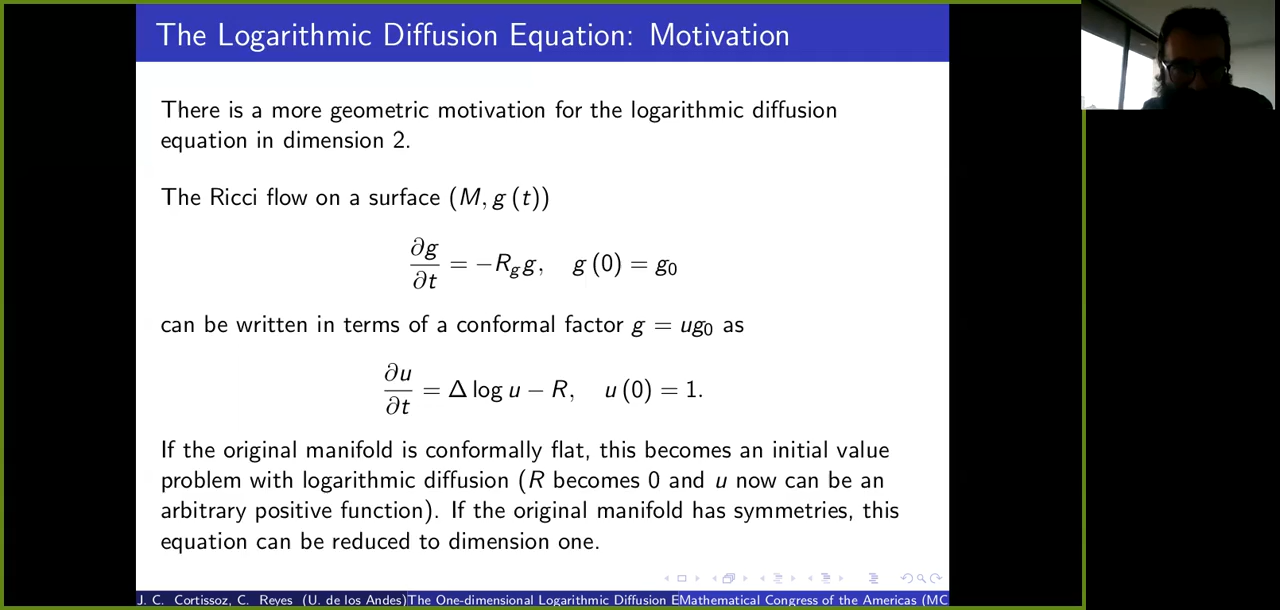 The Logarithmic Diffusion Equation: Motivation
There is a more geometric motivation for the logarithmic diffusion
equation in dimension 2.
The Ricci flow on a surface (M, g (t))
∂g/∂t = −R_g g,   g (0) = g₀
can be written in terms of a conformal factor g = ug₀ as
∂u/∂t = Δ log u − R,   u (0) = 1.
If the original manifold is conformally flat, this becomes an initial value
problem with logarithmic diffusion (R becomes 0 and u now can be an
arbitrary positive function). If the original manifold has symmetries, this
equation can be reduced to dimension one.
J. C. Cortissoz, C. Reyes (U. de los Andes)The One-dimensional Logarithmic Diffusion EMathematical Congress of the Americas (MC